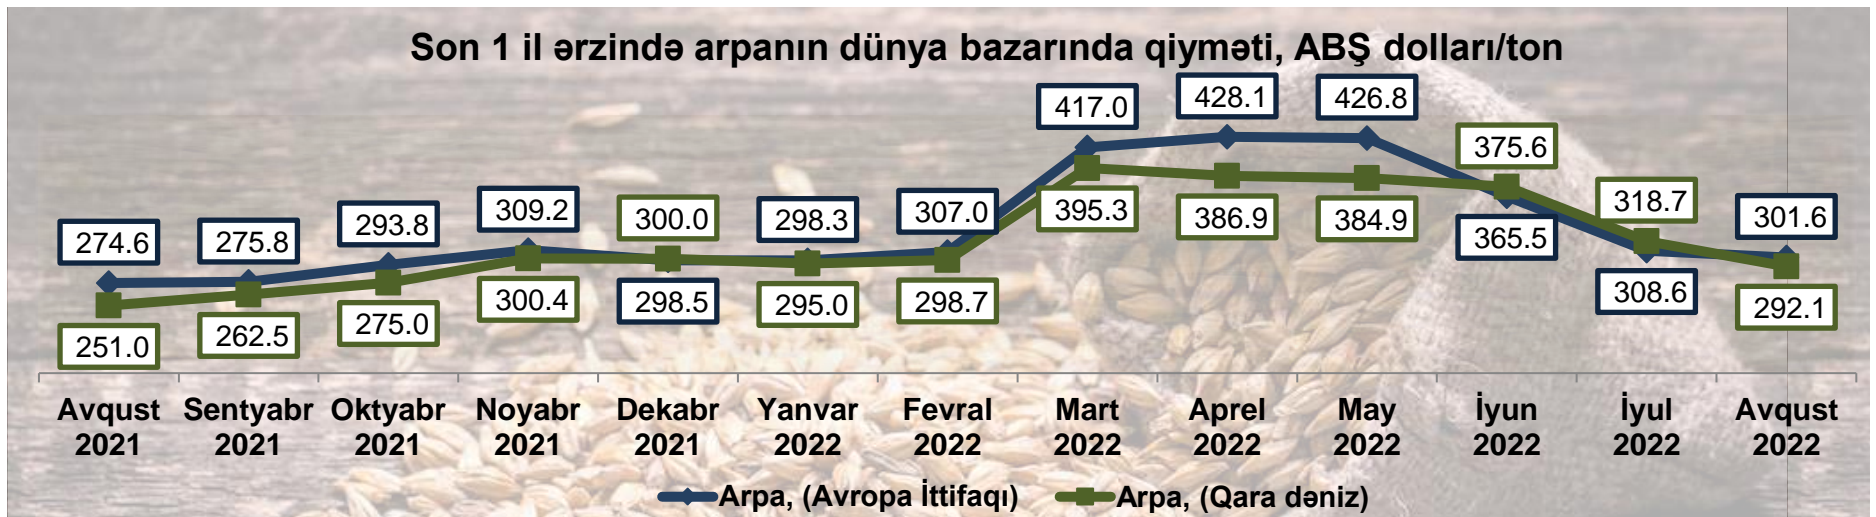 Son 1 il ərzində arpanın dünya bazarında qiyməti, ABŞ dolları/ton
274.6 275.8 293.8 309.2 300.0 298.3 307.0 417.0 428.1 426.8 375.6 318.7 301.6
251.0 262.5 275.0 300.4 298.5 295.0 298.7 395.3 386.9 384.9 365.5 308.6 292.1
Avqust Sentyabr Oktyabr Noyabr Dekabr Yanvar Fevral Mart Aprel May İyun İyul Avqust
2021 2021 2021 2021 2021 2022 2022 2022 2022 2022 2022 2022 2022
Arpa, (Avropa İttifaqı) Arpa, (Qara dəniz)